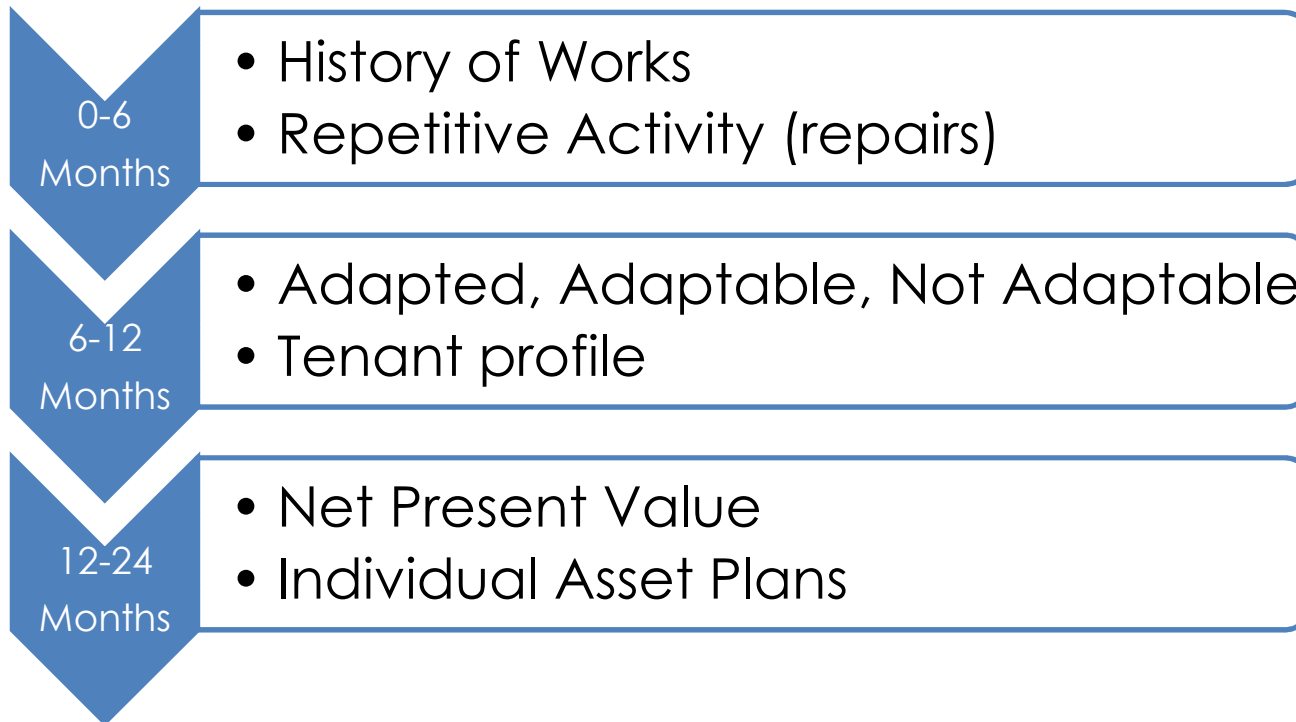 0-6
Months
• History of Works
• Repetitive Activity (repairs)
6-12
Months
• Adapted, Adaptable, Not Adaptable
• Tenant profile
12-24
Months
• Net Present Value
• Individual Asset Plans